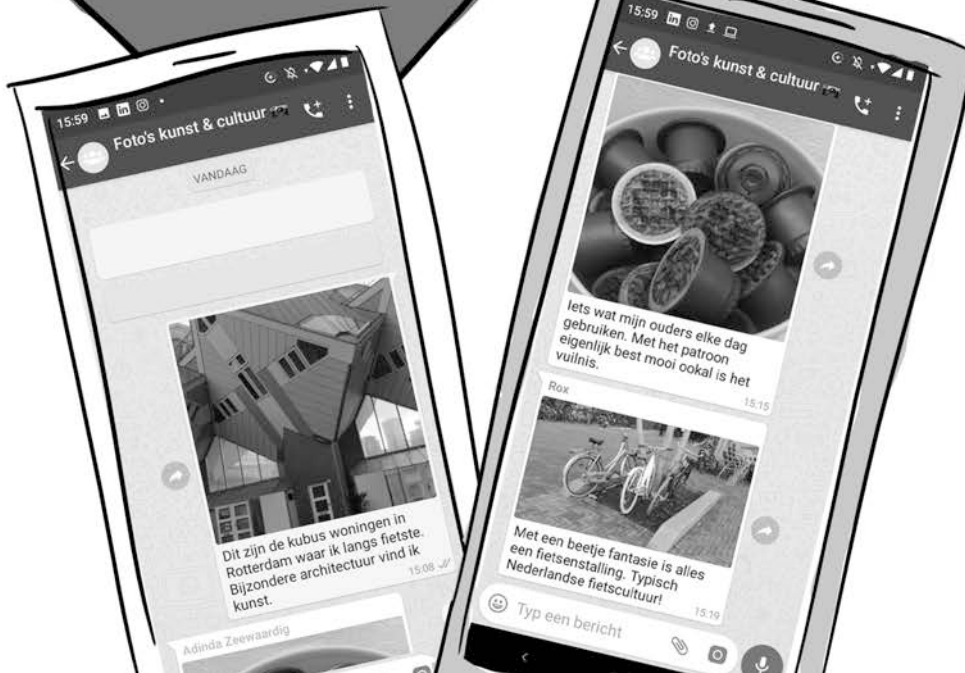 15:59
Foto's kunst & cultuur
VANDAAG
Dit zijn de kubus woningen in
Rotterdam waar ik langs fietste.
Bijzondere architectuur vind ik
kunst.
15:08
Adinda Zeewaardig
15:59
Foto's kunst & cultuur
Iets wat mijn ouders elke dag
gebruiken. Met het patroon
eigenlijk best mooi ookal is het
vuilnis.
15:15
Rox
Met een beetje fantasie is alles
een fietsenstalling. Typisch
Nederlandse fietscultuur!
15:19
Typ een bericht